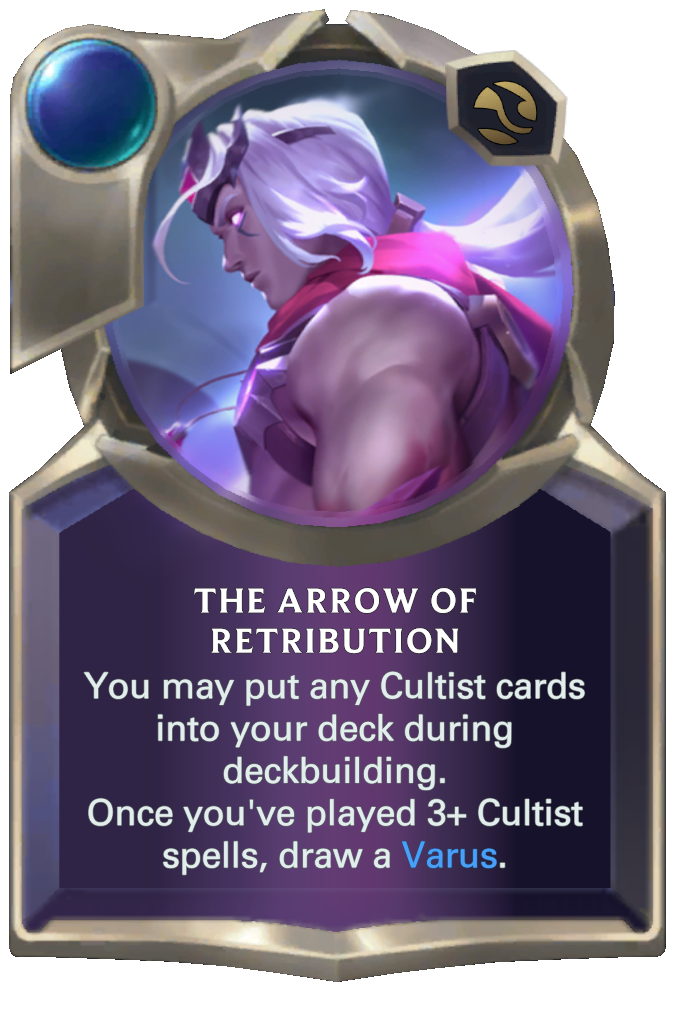 THE ARROW OF
RETRIBUTION
You may put any Cultist cards
into your deck during
deckbuilding.
Once you've played 3+ Cultist
spells, draw a Varus.